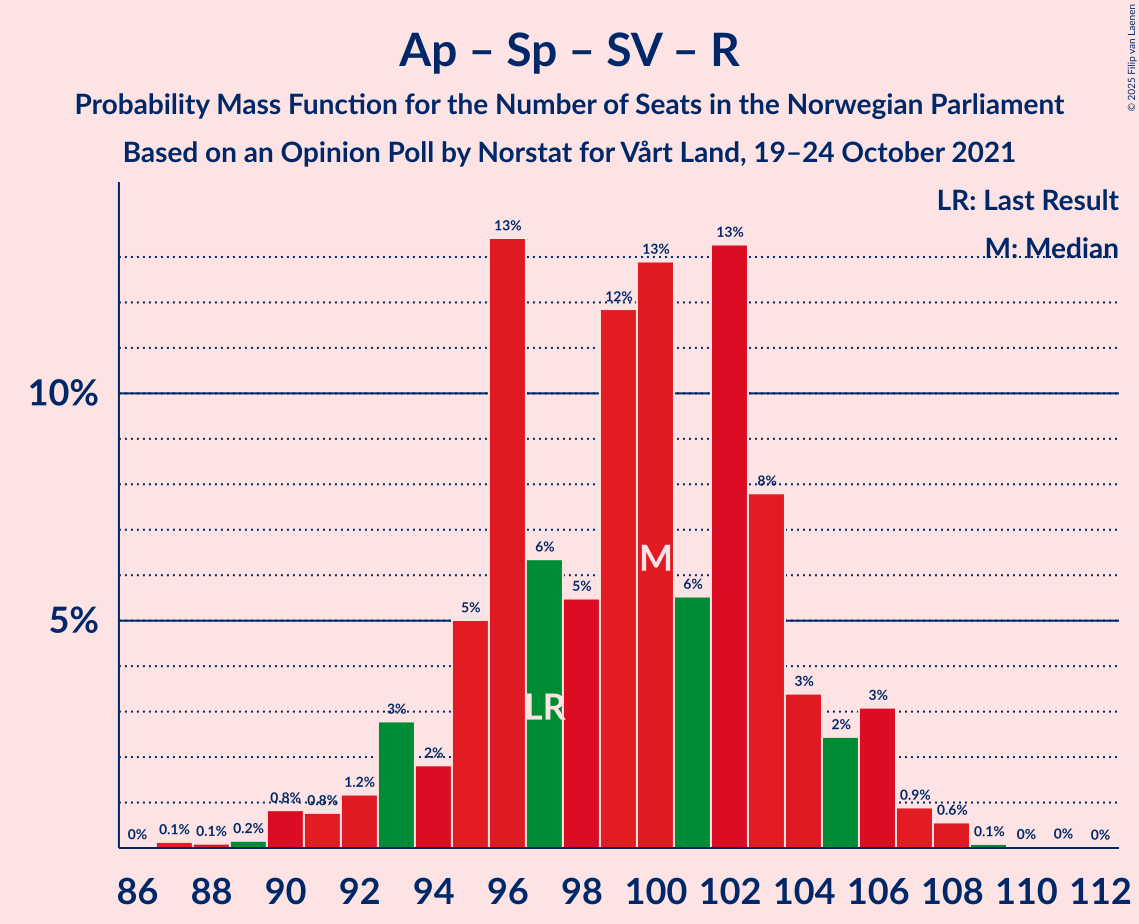 Ap – Sp – SV – R
Probability Mass Function for the Number of Seats in the Norwegian Parliament
Based on an Opinion Poll by Norstat for Vårt Land, 19–24 October 2021
© 2025 Filip van Laenen
LR: Last Result
M: Median
10%
5%
0% 0.1% 0.1% 0.2% 0.8% 0.8% 1.2% 3% 2% 5% 13% 6% 5% 12% 13% 6% 13% 8% 3% 2% 3% 0.9% 0.6% 0.1% 0% 0% 0%
LR
M
86 88 90 92 94 96 98 100 102 104 106 108 110 112